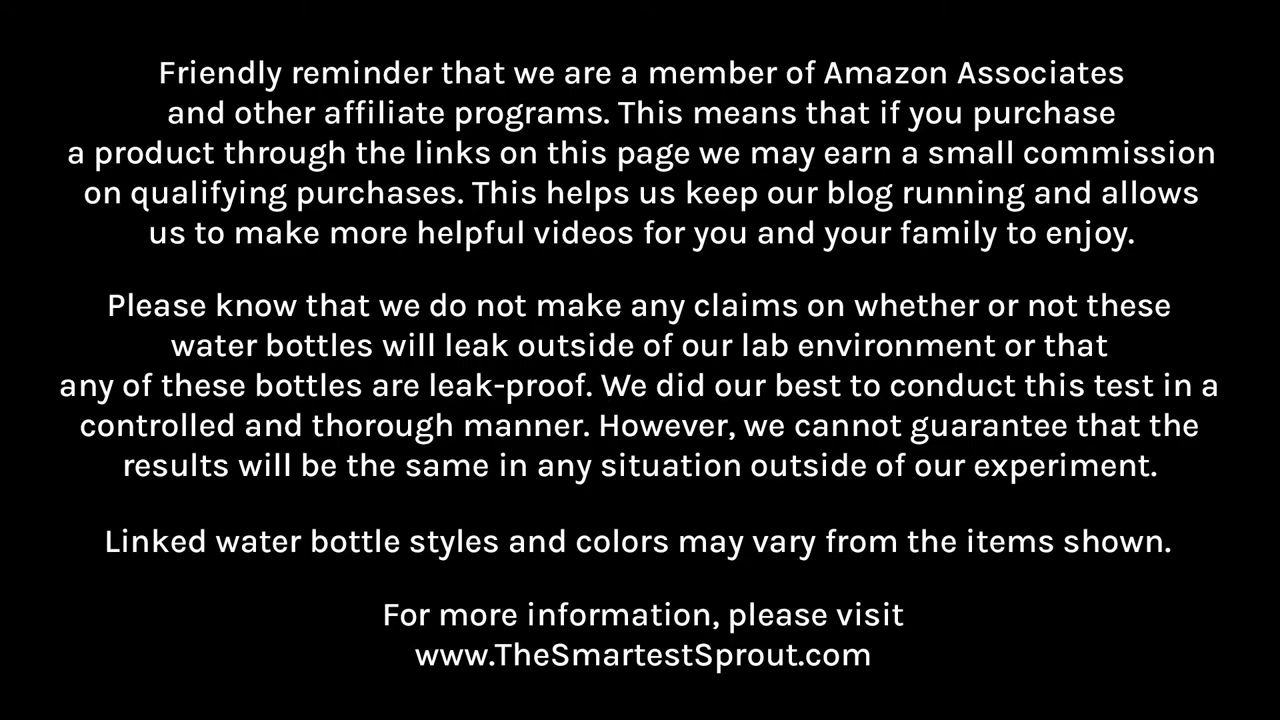 Friendly reminder that we are a member of Amazon Associates
and other affiliate programs. This means that if you purchase
a product through the links on this page we may earn a small commission
on qualifying purchases. This helps us keep our blog running and allows
us to make more helpful videos for you and your family to enjoy.
Please know that we do not make any claims on whether or not these
water bottles will leak outside of our lab environment or that
any of these bottles are leak-proof. We did our best to conduct this test in a
controlled and thorough manner. However, we cannot guarantee that the
results will be the same in any situation outside of our experiment.
Linked water bottle styles and colors may vary from the items shown.
For more information, please visit
www.TheSmartestSprout.com